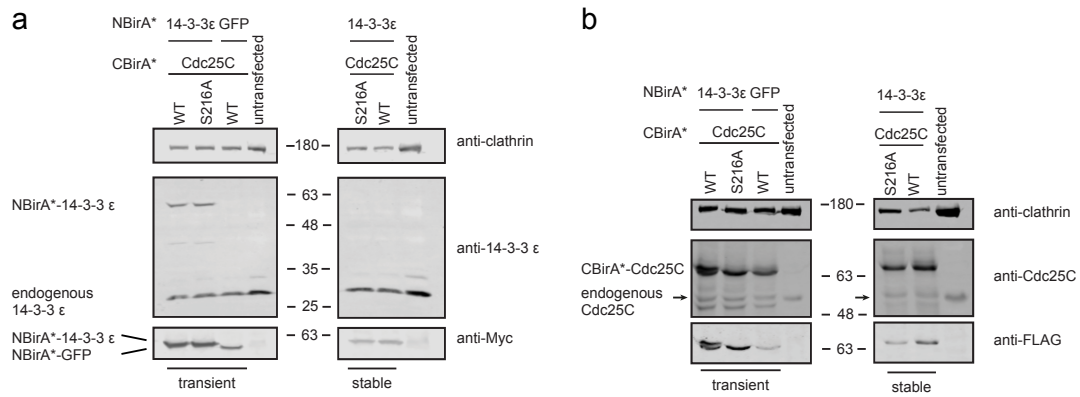 a
NBirA* 14-3-3ε GFP
CBirA* Cdc25C
WT
S216A
WT
untransfected
14-3-3ε
Cdc25C
S216A
WT
untransfected
–180–
anti-clathrin
NBirA*-14-3-3 ε
– 63 –
– 48 –
– 35 –
– 25 –
anti-14-3-3 ε
endogenous
14-3-3 ε
NBirA*-14-3-3 ε
NBirA*-GFP
– 63 –
anti-Myc
transient
stable
b
NBirA* 14-3-3ε GFP
CBirA* Cdc25C
WT
S216A
WT
untransfected
14-3-3ε
Cdc25C
S216A
WT
untransfected
–180–
anti-clathrin
CBirA*-Cdc25C
– 63 –
anti-Cdc25C
endogenous
Cdc25C
– 48 –
– 63 –
anti-FLAG
transient
stable